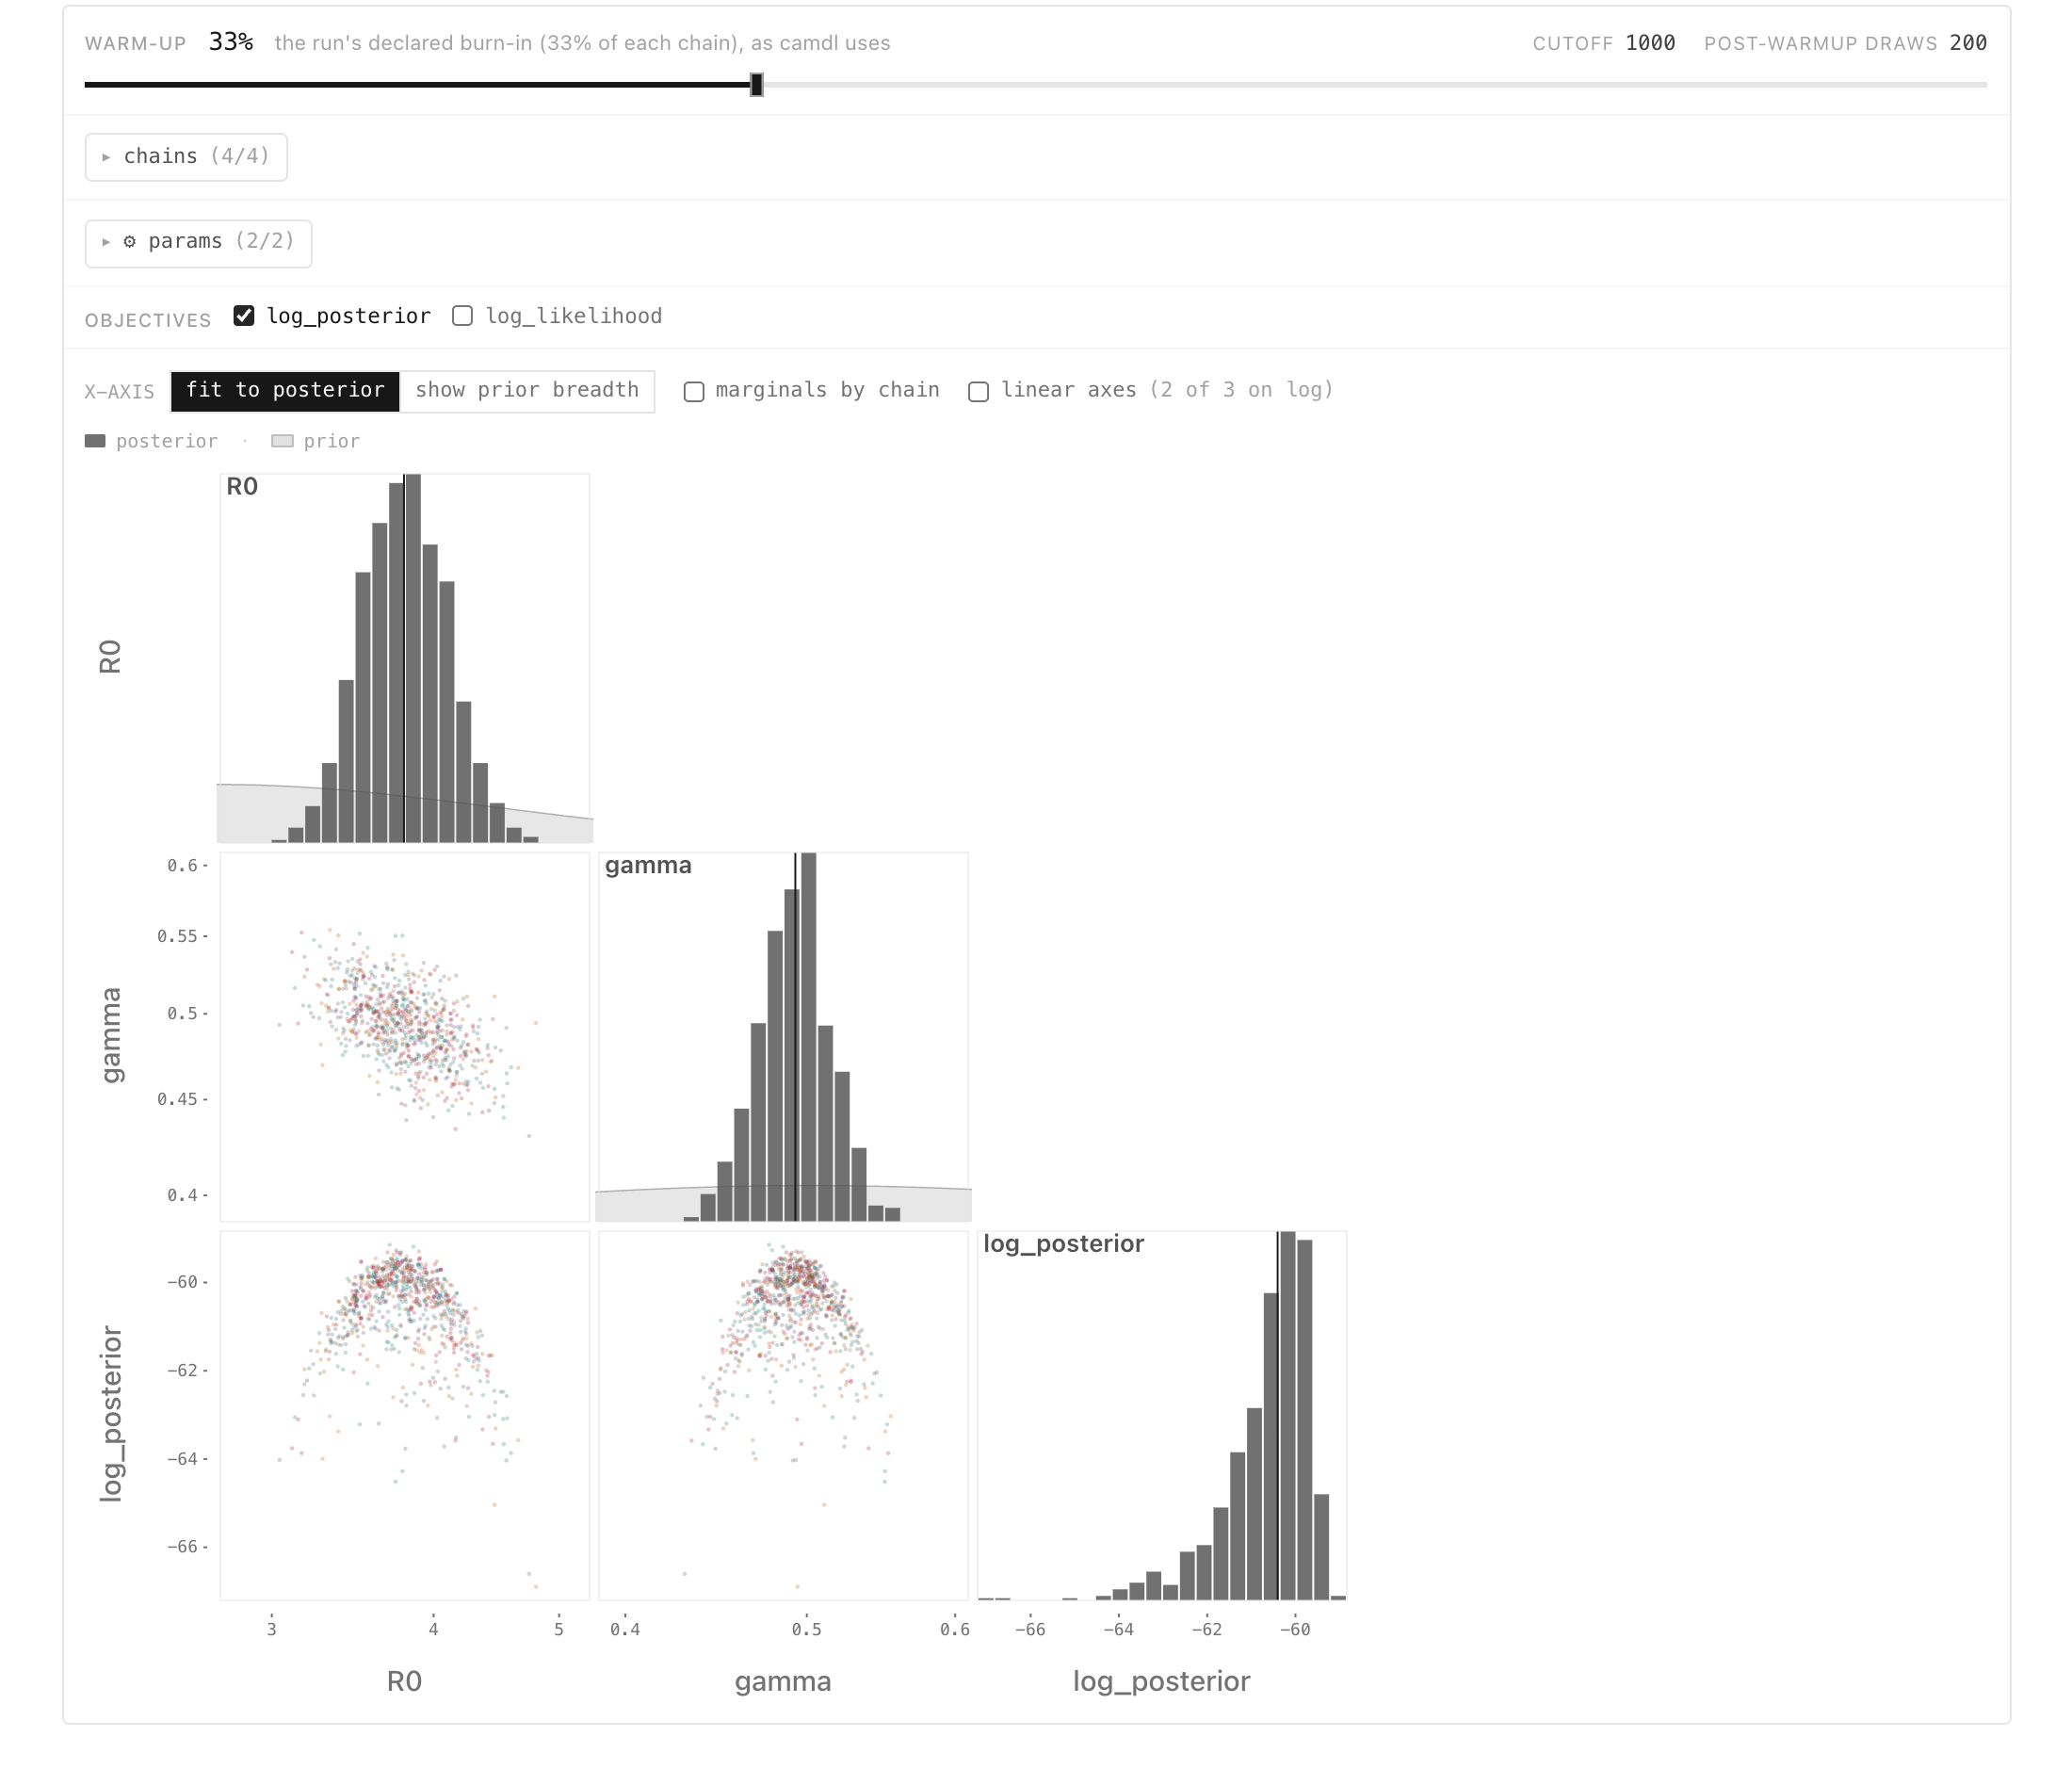 WARM-UP 33% the run's declared burn-in (33% of each chain), as camdl uses CUTOFF 1000 POST-WARMUP DRAWS 200
▸ chains (4/4)
▸ ⚙ params (2/2)
OBJECTIVES log_posterior log_likelihood
X-AXIS fit to posterior show prior breadth marginals by chain linear axes (2 of 3 on log)
posterior · prior
R0
R0
0.6
gamma
0.55
0.5
gamma
0.45
0.4
log_posterior
−60
−62
log_posterior
−64
−66
3 4 5 0.4 0.5 0.6 −66 −64 −62 −60
R0 gamma log_posterior